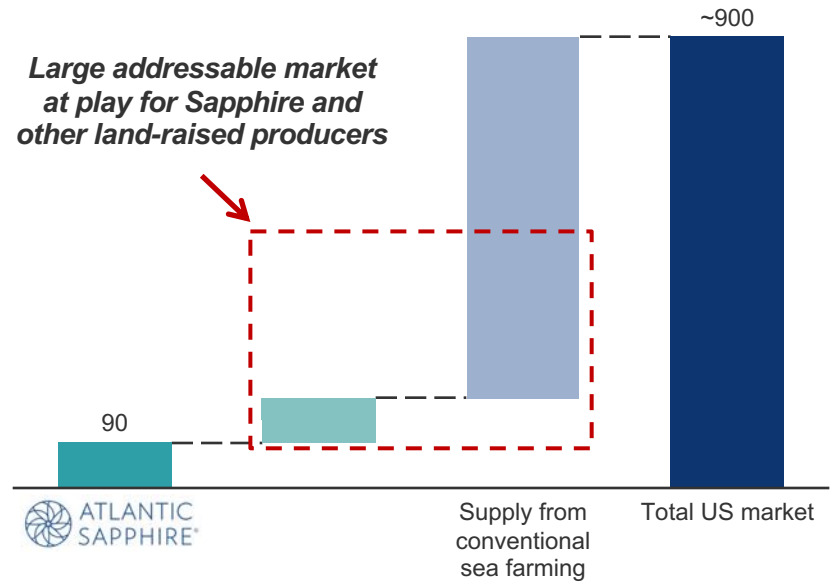 ~900
Large addressable market
at play for Sapphire and
other land-raised producers
90
ATLANTIC
SAPPHIRE®
Supply from
conventional
sea farming
Total US market